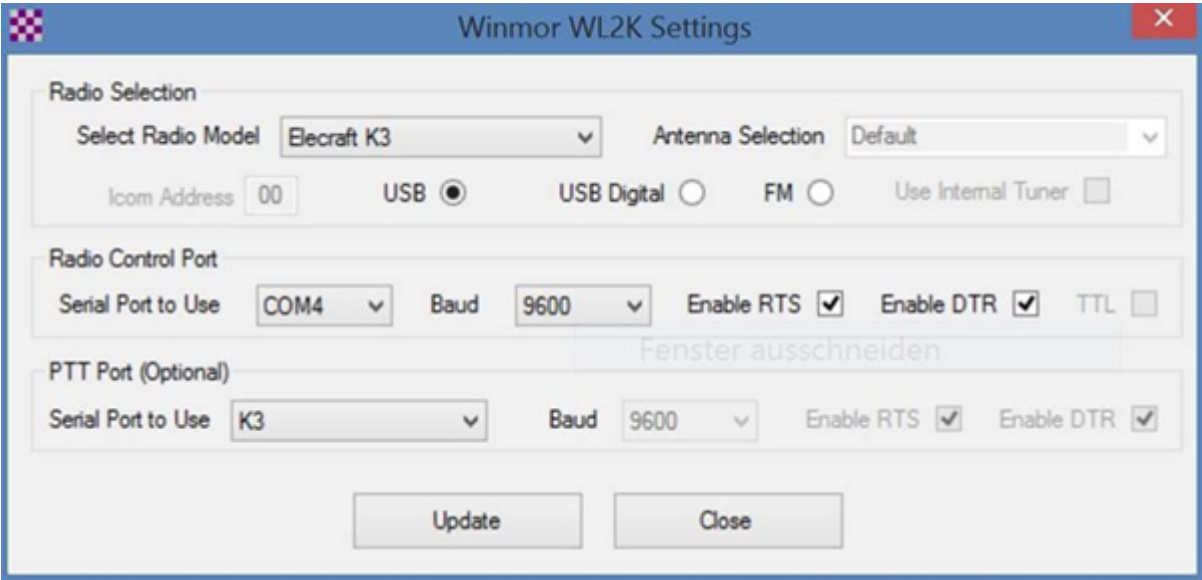 Winmor WL2K Settings
Radio Selection
Select Radio Model Elecraft K3 Antenna Selection Default
Icom Address 00 USB USB Digital FM Use Internal Tuner
Radio Control Port
Serial Port to Use COM4 Baud 9600 Enable RTS Enable DTR TTL
Fenster ausschneiden
PTT Port (Optional)
Serial Port to Use K3 Baud 9600 Enable RTS Enable DTR
Update Close